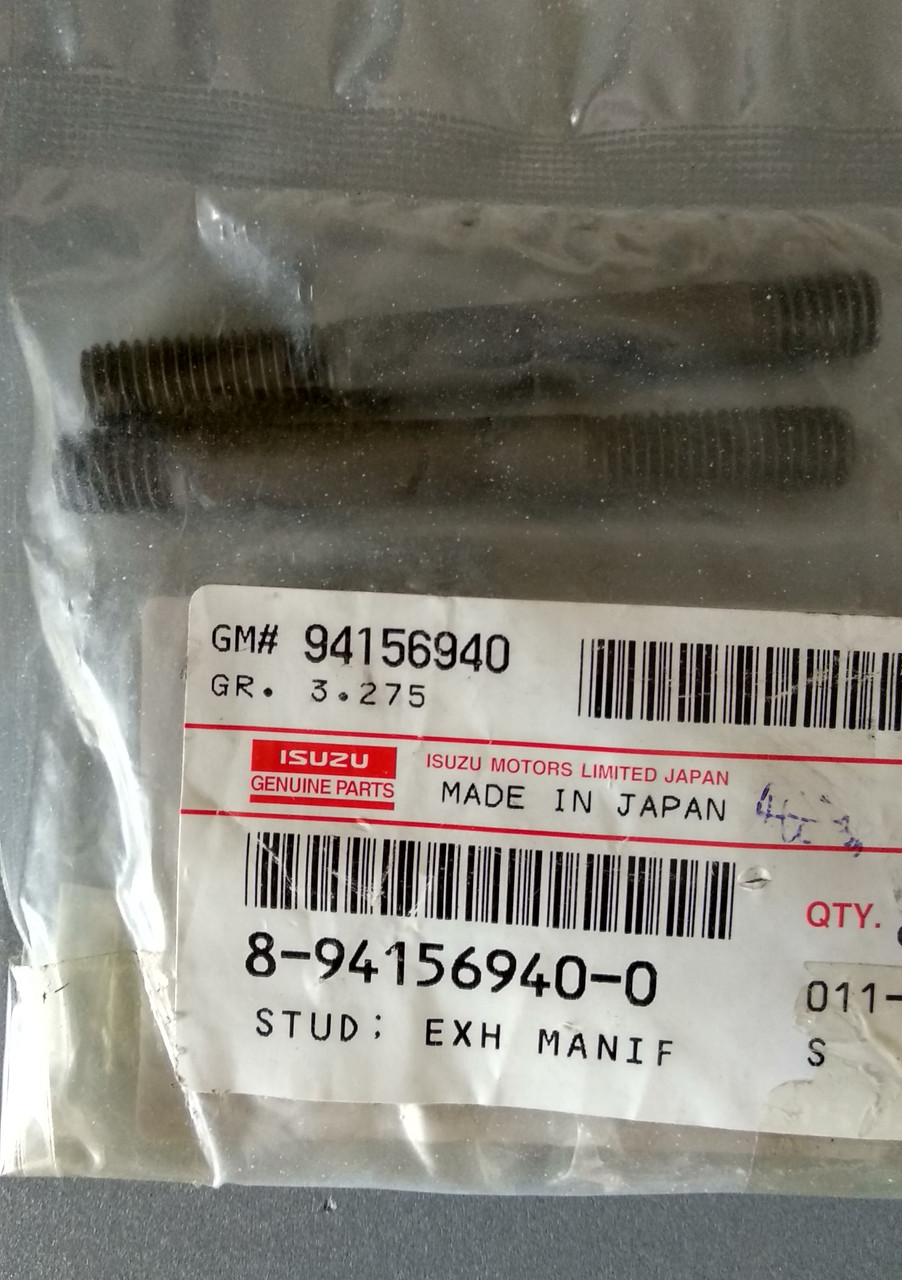 GM# 94156940
GR. 3.275
ISUZU
GENUINE PARTS
ISUZU MOTORS LIMITED JAPAN
MADE IN JAPAN
8-94156940-0
STUD; EXH MANIF
QTY.
011-
S